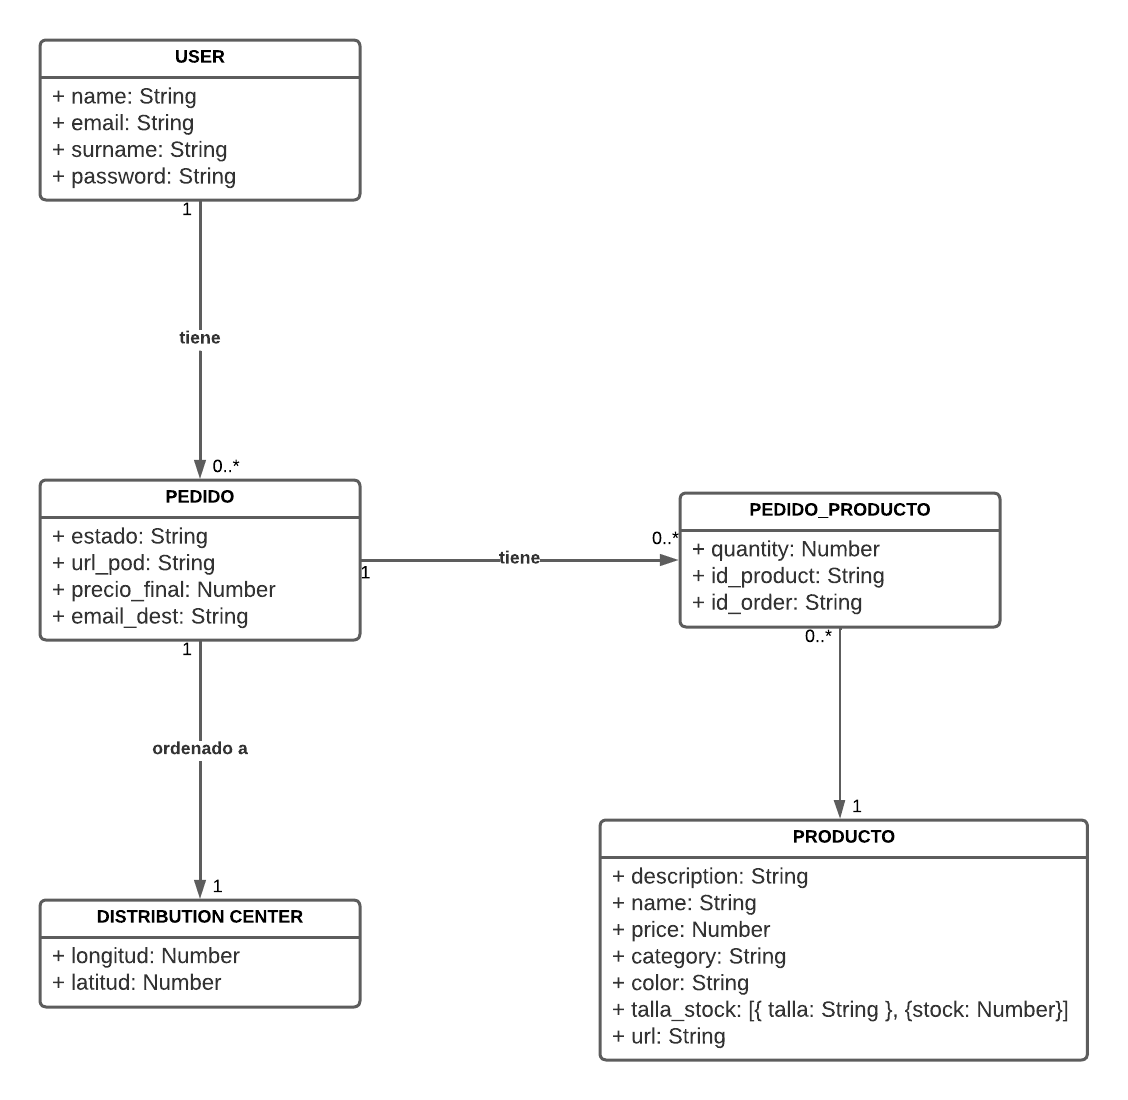 USER
+ name: String
+ email: String
+ surname: String
+ password: String
1
tiene
0..*
PEDIDO
+ estado: String
+ url_pod: String
+ precio_final: Number
+ email_dest: String
1
tiene
0..*
PEDIDO_PRODUCTO
+ quantity: Number
+ id_product: String
+ id_order: String
0..*
1
1
ordenado a
1
DISTRIBUTION CENTER
+ longitud: Number
+ latitud: Number
PRODUCTO
+ description: String
+ name: String
+ price: Number
+ category: String
+ color: String
+ talla_stock: [{ talla: String }, {stock: Number}]
+ url: String